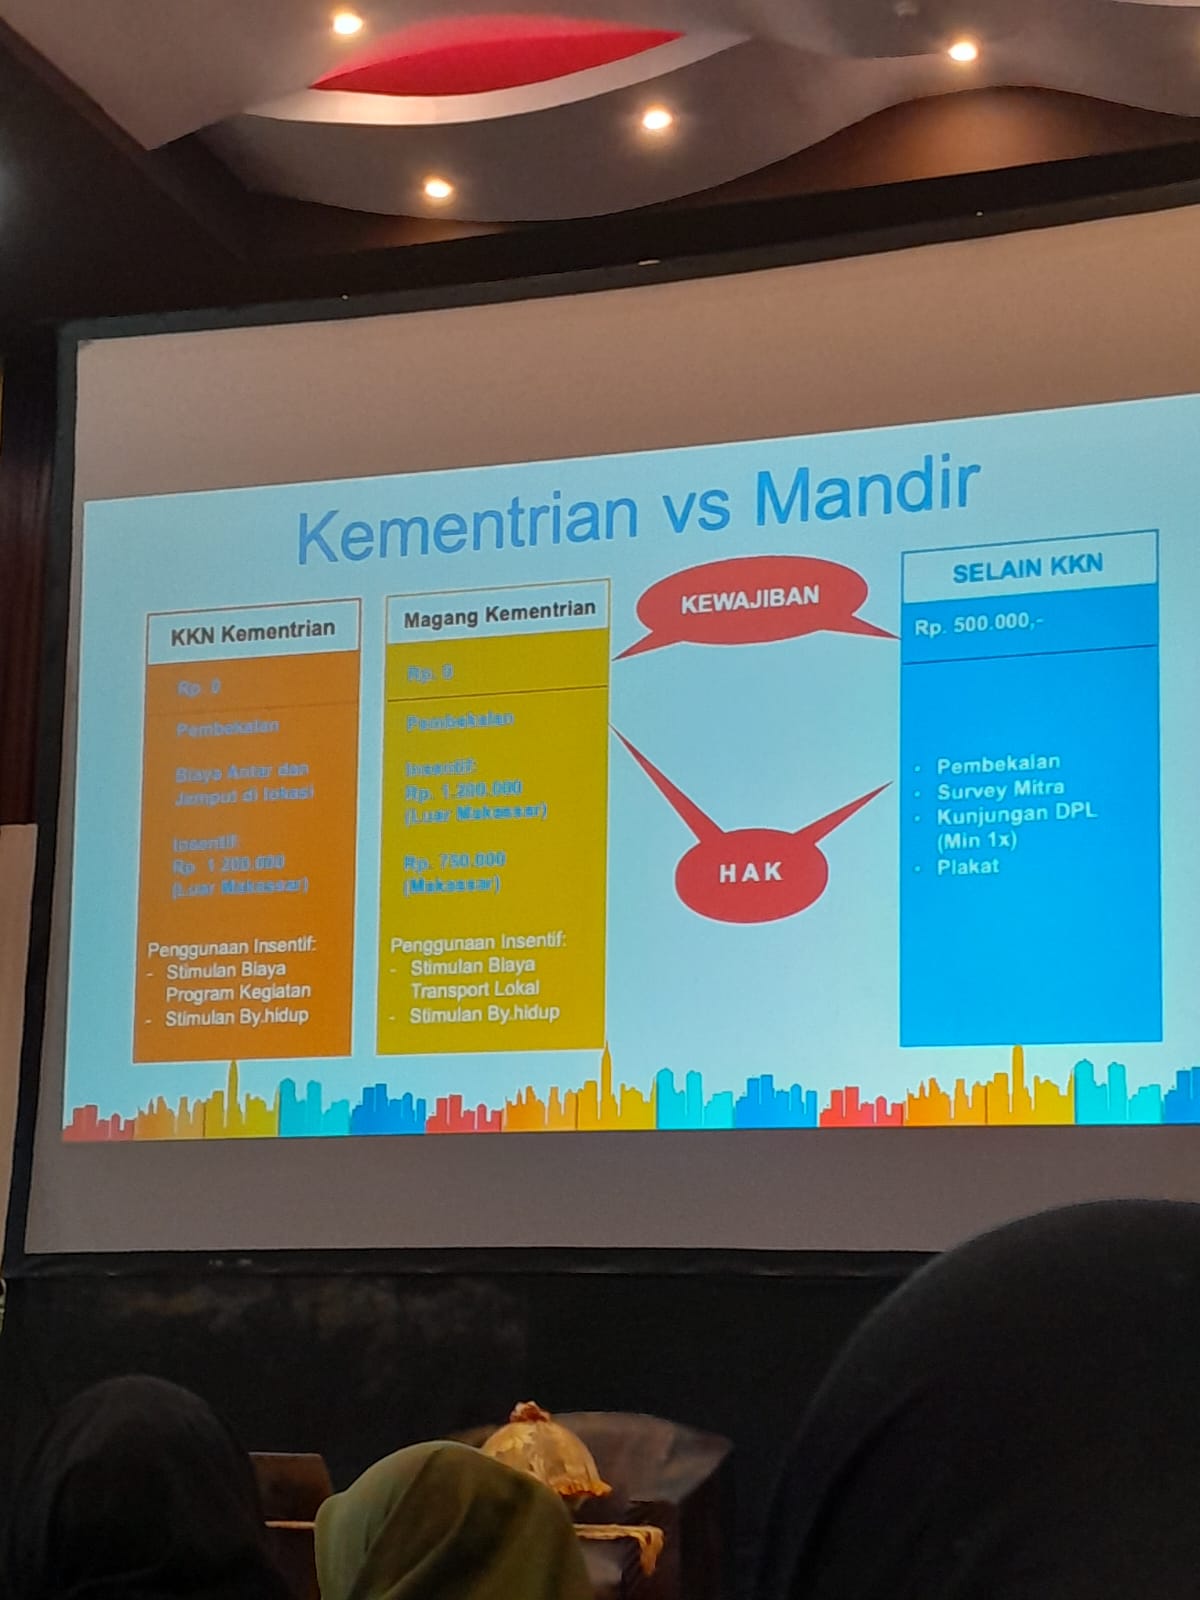 Kementrian vs Mandir
KKN Kementrian
Rp. 0
Pembekalan
Biaya Antar dan
Jemput di lokasi
Insentif:
Rp. 1.200.000
(Luar Makassar)
Penggunaan Insentif:
- Stimulan Biaya
Program Kegiatan
- Stimulan By.hidup
Magang Kementrian
Rp. 0
Pembekalan
Insentif:
Rp. 1.200.000
(Luar Makassar)
Rp. 750.000
(Makassar)
Penggunaan Insentif:
- Stimulan Biaya
Transport Lokal
- Stimulan By.hidup
KEWAJIBAN
HAK
SELAIN KKN
Rp. 500.000,-
• Pembekalan
• Survey Mitra
• Kunjungan DPL
(Min 1x)
• Plakat